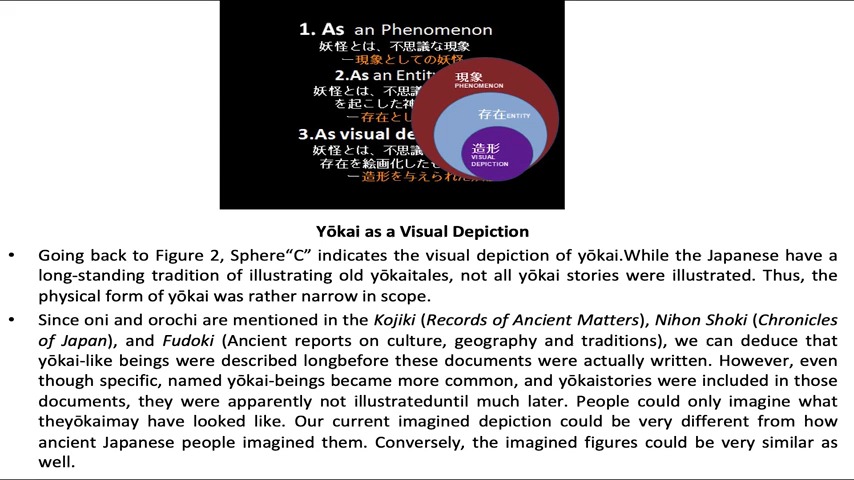 1. As an Phenomenon
妖怪とは、不思議な現象
ー現象としての妖怪
2.As an Entity
妖怪とは、不思議
を起こした神
ー存在とし
3.As visual de
妖怪とは、不思議
存在を絵画化した
ー造形を与えられた
現象
PHENOMENON
存在 ENTITY
造形
VISUAL
DEPICTION
Yōkai as a Visual Depiction
• Going back to Figure 2, Sphere“C” indicates the visual depiction of yōkai.While the Japanese have a
long-standing tradition of illustrating old yōkaitales, not all yōkai stories were illustrated. Thus, the
physical form of yōkai was rather narrow in scope.
• Since oni and orochi are mentioned in the Kojiki (Records of Ancient Matters), Nihon Shoki (Chronicles
of Japan), and Fudoki (Ancient reports on culture, geography and traditions), we can deduce that
yōkai-like beings were described longbefore these documents were actually written. However, even
though specific, named yōkai-beings became more common, and yōkaistories were included in those
documents, they were apparently not illustrateduntil much later. People could only imagine what
theyōkaimay have looked like. Our current imagined depiction could be very different from how
ancient Japanese people imagined them. Conversely, the imagined figures could be very similar as
well.